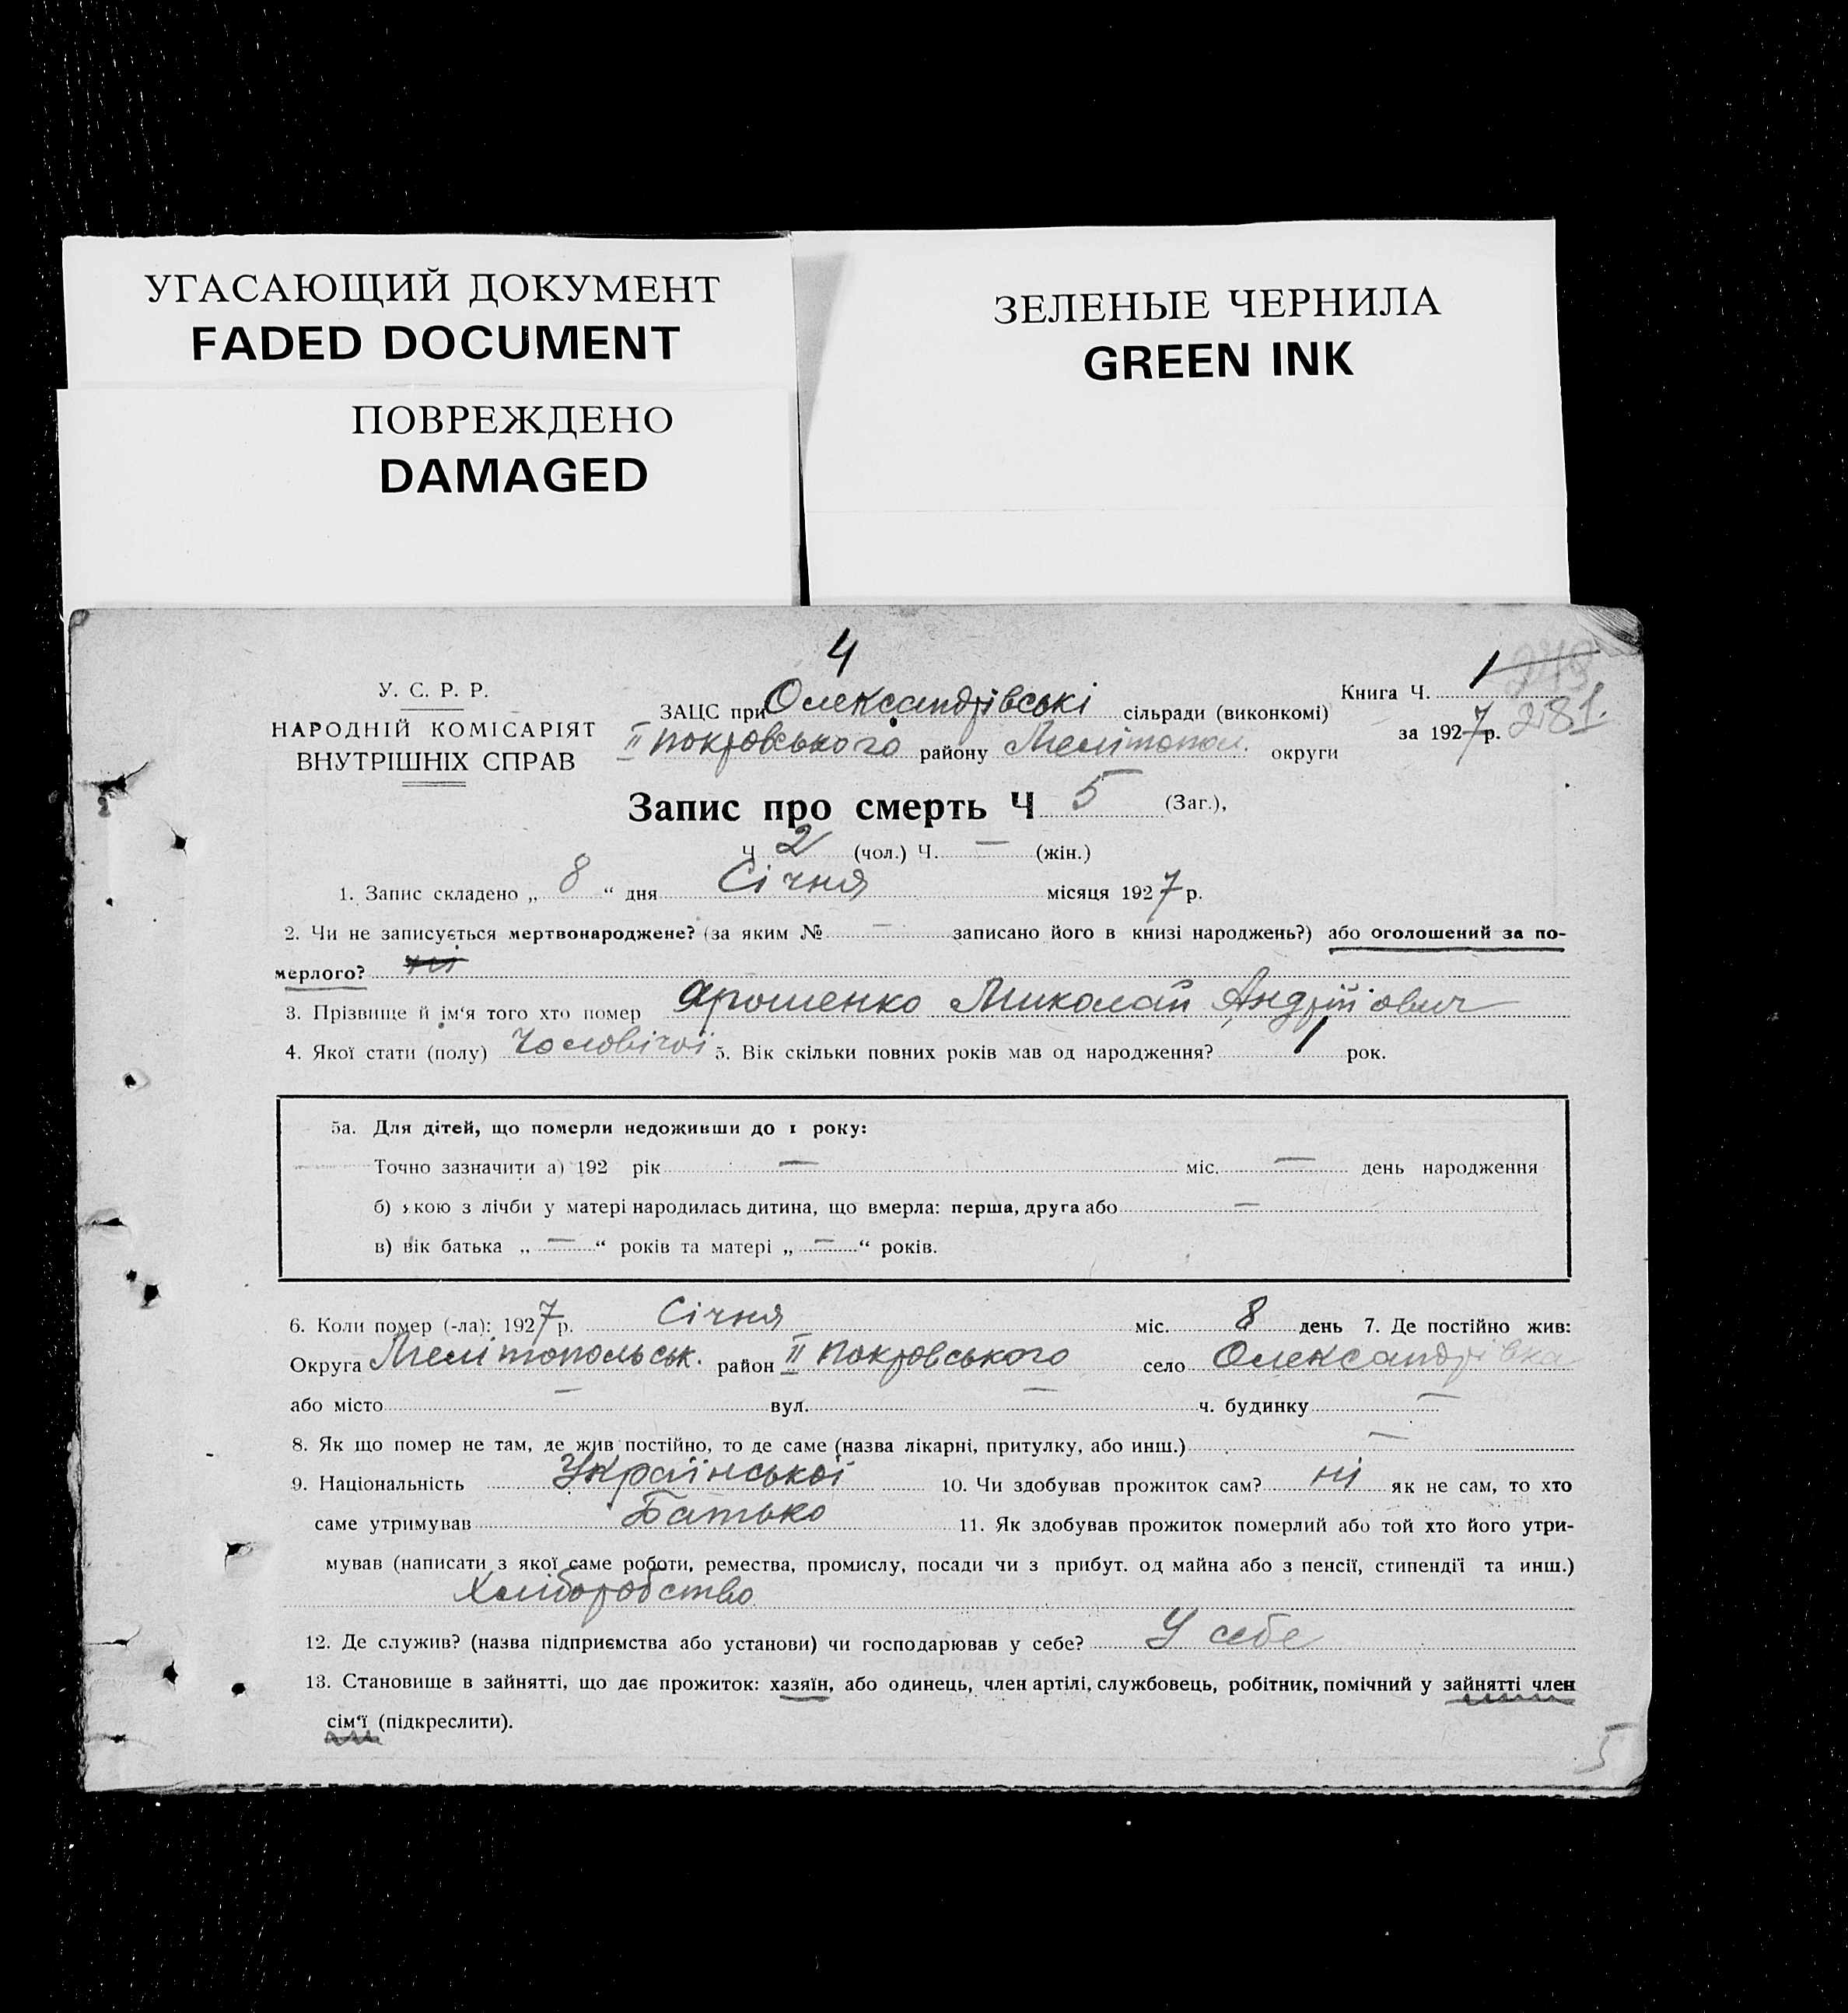 УГАСАЮЩИЙ ДОКУМЕНТ
FADED DOCUMENT
ПОВРЕЖДЕНО
DAMAGED
ЗЕЛЕНЫЕ ЧЕРНИЛА
GREEN INK
4
У. С. Р. Р.
НАРОДНІЙ КОМІСАРІЯТ
ВНУТРІШНІХ СПРАВ
ЗАЦС при Олександрівські сільради (виконкомі)
II Покровського району Мелітопол. округи
Книга Ч. 1
за 1927 р. 281.
Запис про смерть Ч 5 (Заг.),
Ч 2 (чол.) Ч. — (жін.)
1. Запис складено „ 8 “ дня Січня місяця 1927 р.
2. Чи не записується мертвонароджене? (за яким № — записано його в книзі народжень?) або оголошений за по-
мерлого? ні
3. Прізвище й ім‘я того хто помер Ярошенко Миколай Андрійович
4. Якої стати (полу) Чоловічої 5. Вік скільки повних років мав од народження? 1 рок.
5а. Для дітей, що померли недоживши до 1 року:
Точно зазначити а) 192 рік — міс. — день народження
б) якою з лічби у матері народилась дитина, що вмерла: перша, друга або —
в) вік батька „ — “ років та матері „ — “ років.
6. Коли помер (-ла): 1927 р. Січня міс. 8 день 7. Де постійно жив:
Округа Мелітопольськ. район II Покровського село Олександрівка
або місто — вул. — ч. будинку —
8. Як що помер не там, де жив постійно, то де саме (назва лікарні, притулку, або инш.) —
9. Національність Української 10. Чи здобував прожиток сам? ні як не сам, то хто
саме утримував Батько 11. Як здобував прожиток померлий або той хто його утри-
мував (написати з якої саме роботи, ремества, промислу, посади чи з прибут. од майна або з пенсії, стипендії та инш.)
Хліборобство
12. Де служив? (назва підприємства або установи) чи господарював у себе? У себе
13. Становище в зайнятті, що дає прожиток: хазяїн, або одинець, член артілі, службовець, робітник, помічний у зайнятті член
сім‘ї (підкреслити).
5